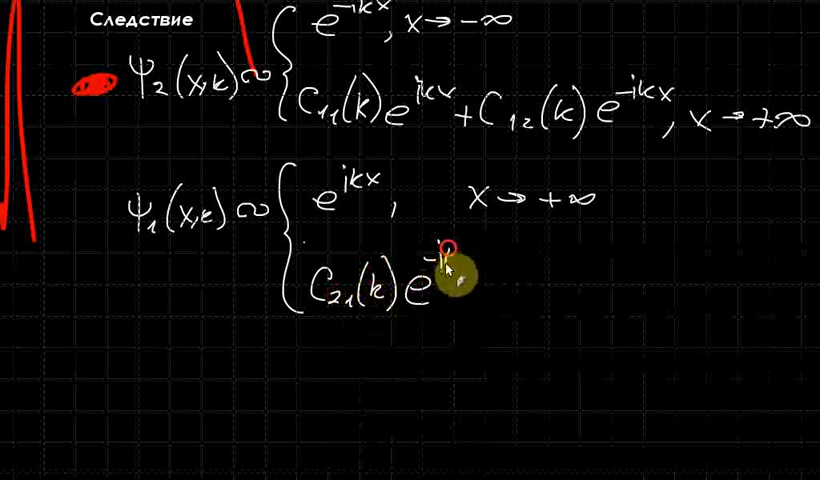 Следствие
e^{-ikx}, x → -∞
Ψ₂(x,k) ∾ {
C₁₁(k) e^{ikx} + C₁₂(k) e^{-ikx}, x → +∞
e^{ikx}, x → +∞
Ψ₁(x,k) ∾ {
C₂₁(k) e^{-i